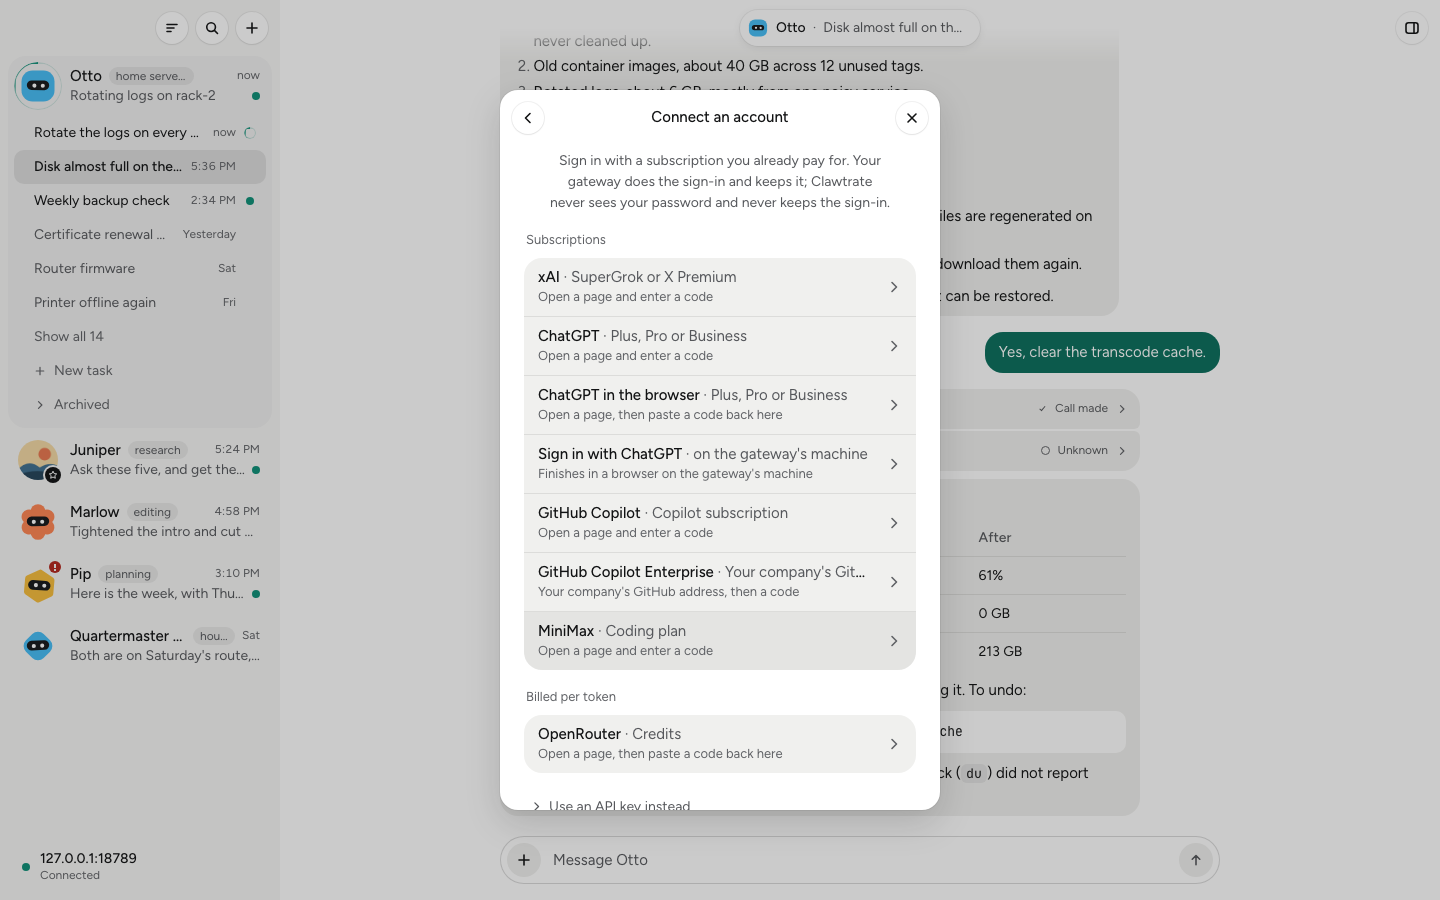 Otto
home serve...
now
Rotating logs on rack-2
Rotate the logs on every ...
now
Disk almost full on the...
5:36 PM
Weekly backup check
2:34 PM
Certificate renewal ...
Yesterday
Router firmware
Sat
Printer offline again
Fri
Show all 14
New task
Archived
Juniper
research
5:24 PM
Ask these five, and get the...
Marlow
editing
4:58 PM
Tightened the intro and cut ...
Pip
planning
3:10 PM
Here is the week, with Thu...
Quartermaster ...
hou...
Sat
Both are on Saturday's route,...
127.0.0.1:18789
Connected
Otto · Disk almost full on th...
never cleaned up.
2. Old container images, about 40 GB across 12 unused tags.
Connect an account
Sign in with a subscription you already pay for. Your
gateway does the sign-in and keeps it; Clawtrate
never sees your password and never keeps the sign-in.
Subscriptions
xAI · SuperGrok or X Premium
Open a page and enter a code
ChatGPT · Plus, Pro or Business
Open a page and enter a code
ChatGPT in the browser · Plus, Pro or Business
Open a page, then paste a code back here
Sign in with ChatGPT · on the gateway's machine
Finishes in a browser on the gateway's machine
GitHub Copilot · Copilot subscription
Open a page and enter a code
GitHub Copilot Enterprise · Your company's Git...
Your company's GitHub address, then a code
MiniMax · Coding plan
Open a page and enter a code
Billed per token
OpenRouter · Credits
Open a page, then paste a code back here
Use an API key instead
iles are regenerated on
download them again.
can be restored.
Yes, clear the transcode cache.
Call made
Unknown
After
61%
0 GB
213 GB
g it. To undo:
che
ck (du) did not report
Message Otto